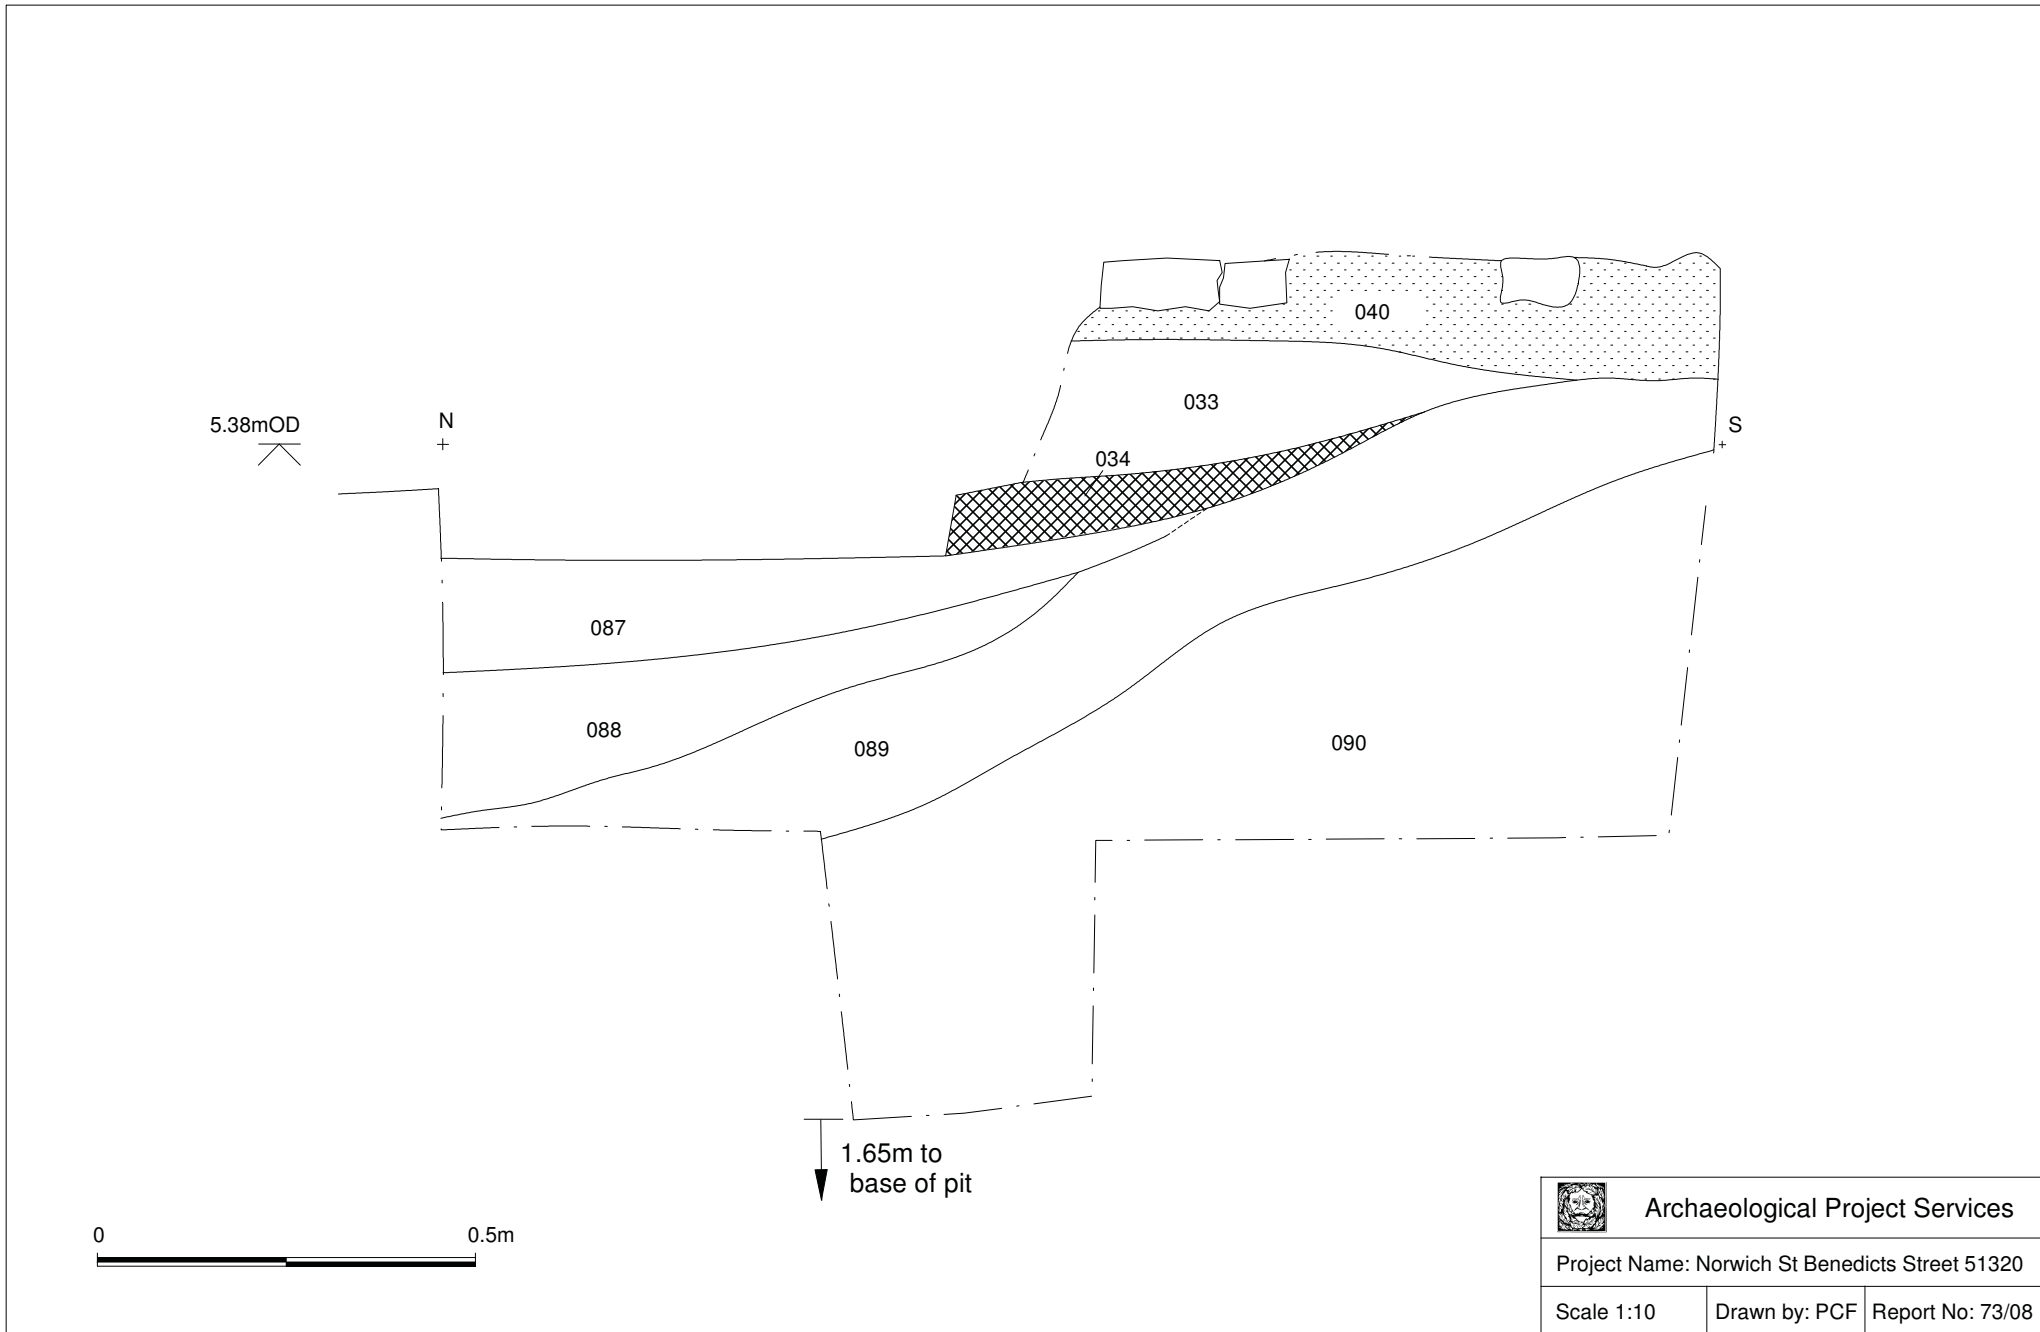 040
033
5.38mOD
N
S
034
087
088
089
090
1.65m to
base of pit
0 0.5m
Archaeological Project Services
Project Name: Norwich St Benedicts Street 51320
Scale 1:10 Drawn by: PCF Report No: 73/08